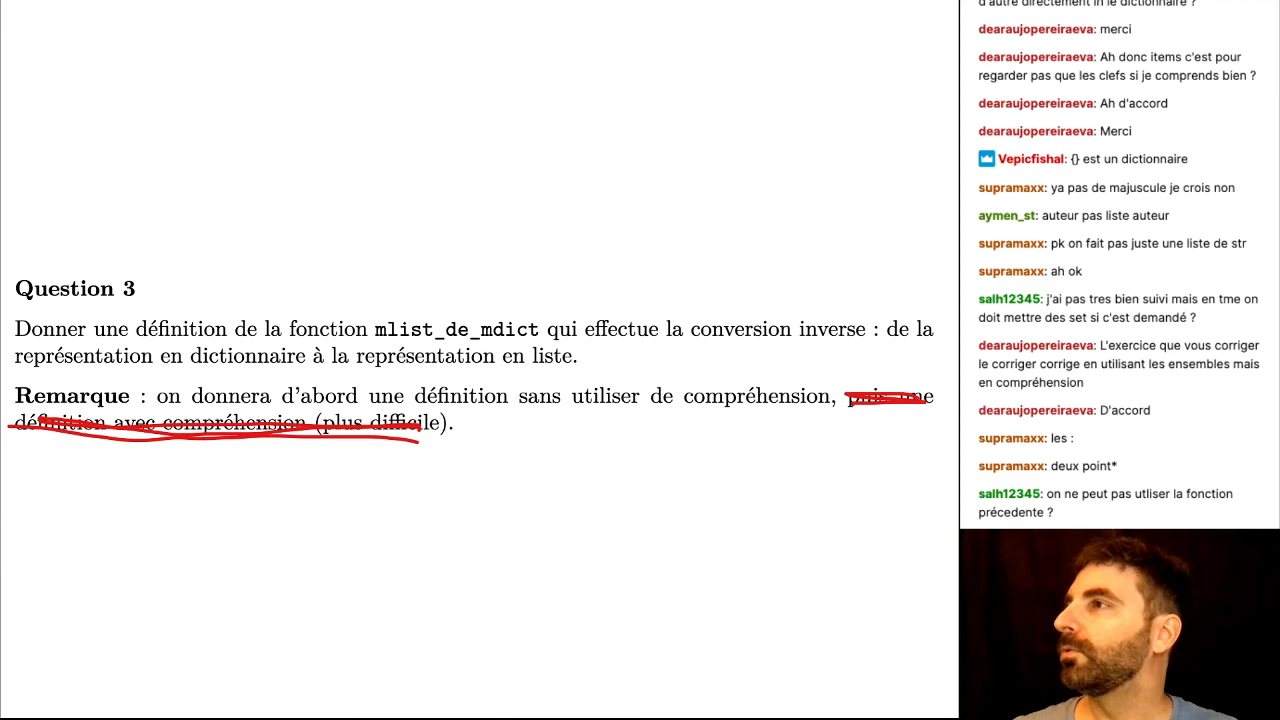 Question 3
Donner une définition de la fonction mlist_de_mdict qui effectue la conversion inverse : de la
représentation en dictionnaire à la représentation en liste.
Remarque : on donnera d'abord une définition sans utiliser de compréhension, puis une
définition avec compréhension (plus difficile).
d'autre directement in le dictionnaire ?
dearaujopereiraeva: merci
dearaujopereiraeva: Ah donc items c'est pour
regarder pas que les clefs si je comprends bien ?
dearaujopereiraeva: Ah d'accord
dearaujopereiraeva: Merci
Vepicfishal: {} est un dictionnaire
supramaxx: ya pas de majuscule je crois non
aymen_st: auteur pas liste auteur
supramaxx: pk on fait pas juste une liste de str
supramaxx: ah ok
salh12345: j'ai pas tres bien suivi mais en tme on
doit mettre des set si c'est demandé ?
dearaujopereiraeva: L'exercice que vous corriger
le corriger corrige en utilisant les ensembles mais
en compréhension
dearaujopereiraeva: D'accord
supramaxx: les :
supramaxx: deux point*
salh12345: on ne peut pas utliser la fonction
précedente ?